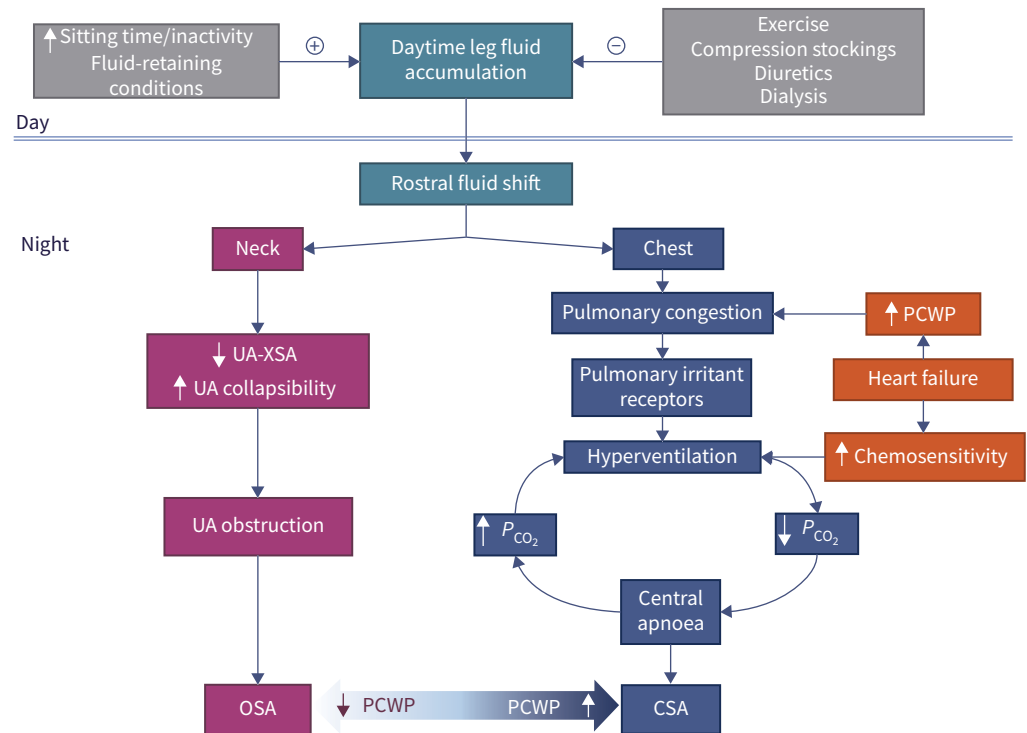 ↑ Sitting time/inactivity
Fluid-retaining
conditions
+
Daytime leg fluid
accumulation
−
Exercise
Compression stockings
Diuretics
Dialysis
Day
Rostral fluid shift
Night
Neck
Chest
Pulmonary congestion
↑ PCWP
↓ UA-XSA
↑ UA collapsibility
Pulmonary irritant
receptors
Heart failure
Hyperventilation
↑ Chemosensitivity
UA obstruction
↑ PCO2
↓ PCO2
Central
apnoea
OSA
↓ PCWP
PCWP ↑
CSA